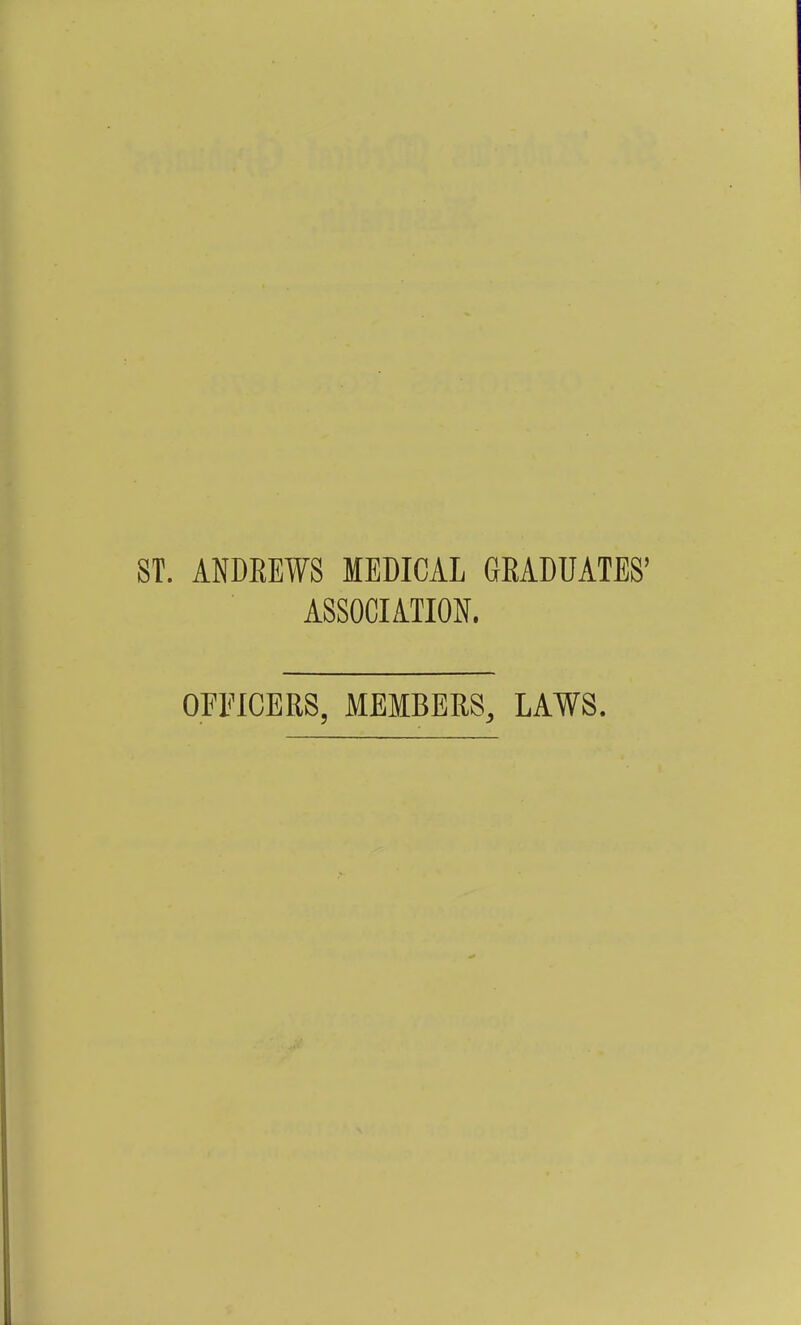 ST. ANDREWS MEDICAL GRADUATES’
ASSOCIATION.
OFFICERS, MEMBERS, LAWS.